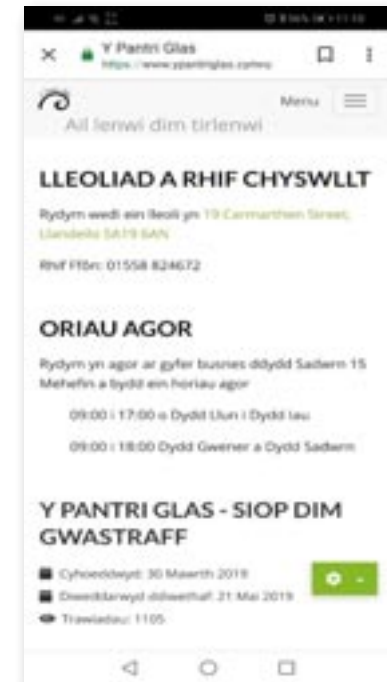 11:10
Y Pantri Glas
https://www.ypantriglas.cymru
Menu
Ail lenwi dim tirlenwi
LLEOLIAD A RHIF CHYSWLLT
Rydym wedi ein lleoli yn 19 Carmarthen Street,
Llandeilo SA19 6AN
Rhif Ffôn: 01558 824672
ORIAU AGOR
Rydym yn agor ar gyfer busnes ddydd Sadwrn 15
Mehefin a bydd ein horiau agor
09:00 i 17:00 o Dydd Llun i Dydd Iau
09:00 i 18:00 Dydd Gwener a Dydd Sadwrn
Y PANTRI GLAS - SIOP DIM
GWASTRAFF
Cyhoeddwyd: 30 Mawrth 2019
Diweddarwyd ddiwethaf: 21 Mai 2019
Trawiadau: 1105